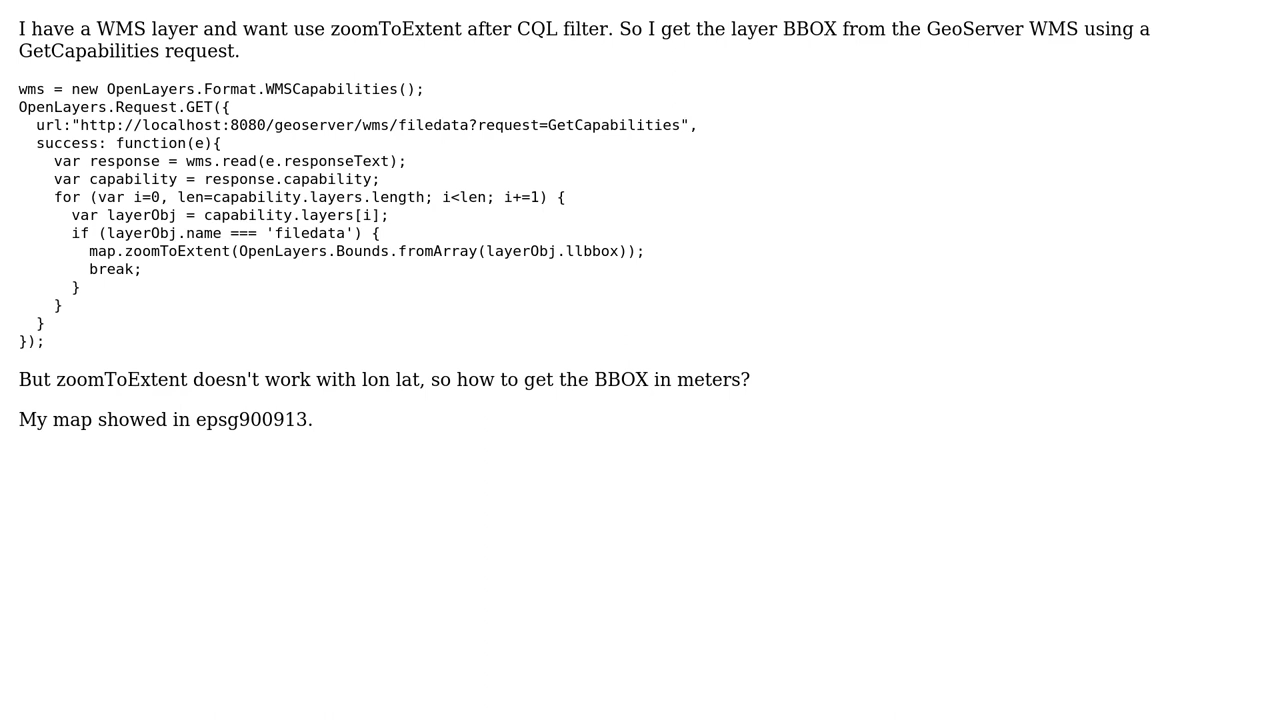 I have a WMS layer and want use zoomToExtent after CQL filter. So I get the layer BBOX from the GeoServer WMS using a
GetCapabilities request.
wms = new OpenLayers.Format.WMSCapabilities();
OpenLayers.Request.GET({
  url:"http://localhost:8080/geoserver/wms/filedata?request=GetCapabilities",
  success: function(e){
    var response = wms.read(e.responseText);
    var capability = response.capability;
    for (var i=0, len=capability.layers.length; i<len; i+=1) {
      var layerObj = capability.layers[i];
      if (layerObj.name === 'filedata') {
        map.zoomToExtent(OpenLayers.Bounds.fromArray(layerObj.llbbox));
        break;
      }
    }
  }
});
But zoomToExtent doesn't work with lon lat, so how to get the BBOX in meters?
My map showed in epsg900913.